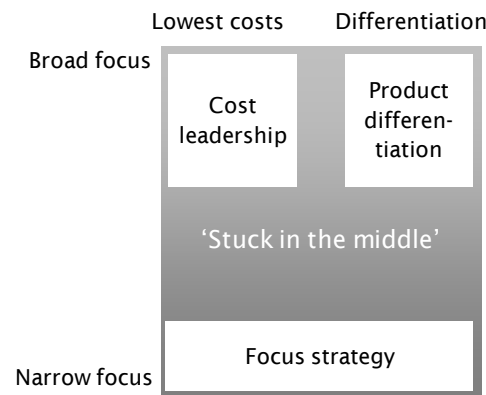 Lowest costs
Differentiation
Broad focus
Cost
leadership
Product
differen-
tiation
‘Stuck in the middle’
Focus strategy
Narrow focus